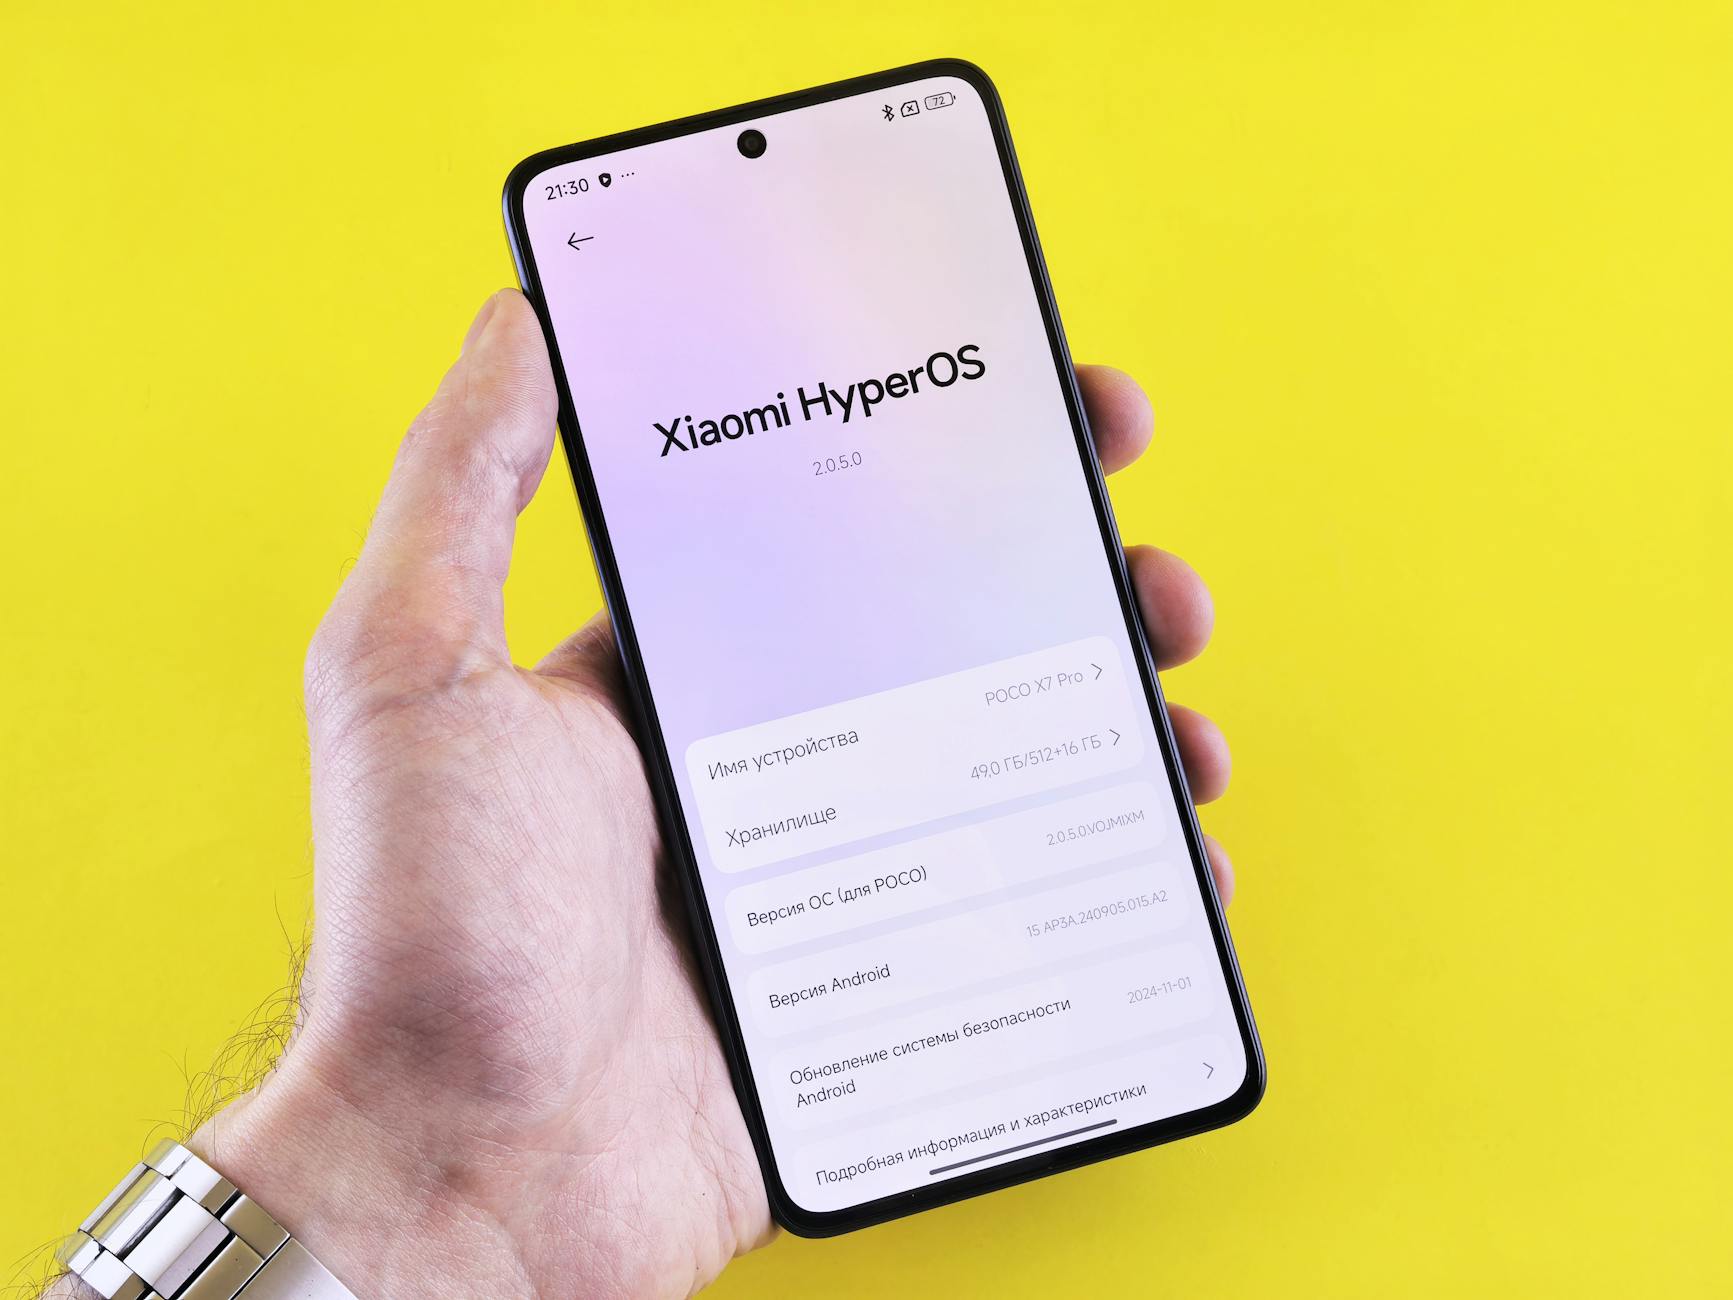 21:30 ...
72
Xiaomi HyperOS
2.0.5.0
Имя устройства POCO X7 Pro
Хранилище 49,0 ГБ/512+16 ГБ
Версия ОС (для POCO) 2.0.5.0.VOJMIXM
Версия Android 15 AP3A.240905.015.A2
Обновление системы безопасности
Android 2024-11-01
Подробная информация и характеристики